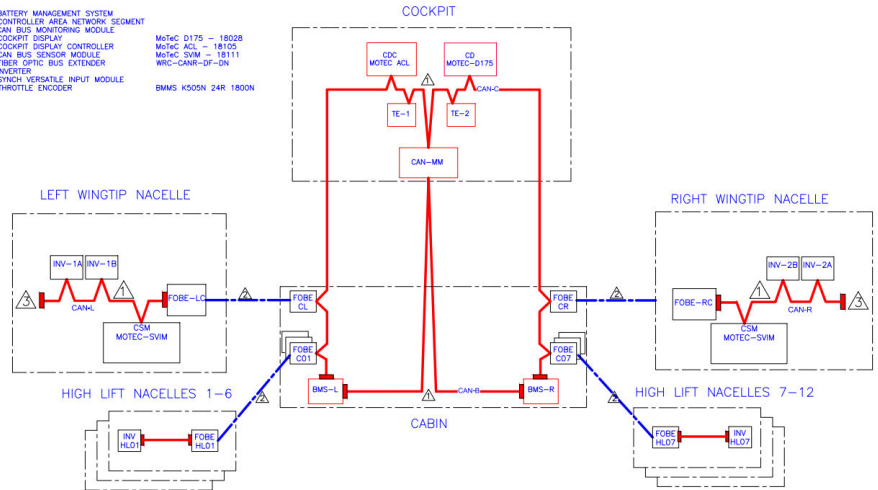 BATTERY MANAGEMENT SYSTEM
CONTROLLER AREA NETWORK SEGMENT
CAN BUS MONITORING MODULE
COCKPIT DISPLAY MoTeC D175 – 18028
COCKPIT DISPLAY CONTROLLER MoTeC ACL – 18105
CAN BUS SENSOR MODULE MoTeC SVIM – 18111
FIBER OPTIC BUS EXTENDER WRC-CANR-DF-DN
INVERTER
SYNCH VERSATILE INPUT MODULE
THROTTLE ENCODER BMMS K505N 24R 1800N
COCKPIT
CDC
MOTEC ACL
CD
MOTEC-D175
1
CAN-C
TE-1
TE-2
CAN-MM
LEFT WINGTIP NACELLE
RIGHT WINGTIP NACELLE
INV-1A
INV-1B
INV-2B
INV-2A
3
1
CAN-L
FOBE-LC
2
FOBE
CL
FOBE
CR
2
FOBE-RC
1
CAN-R
3
CSM
MOTEC-SVIM
CSM
MOTEC-SVIM
FOBE
C01
FOBE
C07
BMS-L
1
CAN-B
BMS-R
HIGH LIFT NACELLES 1-6
2
2
HIGH LIFT NACELLES 7-12
CABIN
INV
HL01
FOBE
HL01
FOBE
HL07
INV
HL07